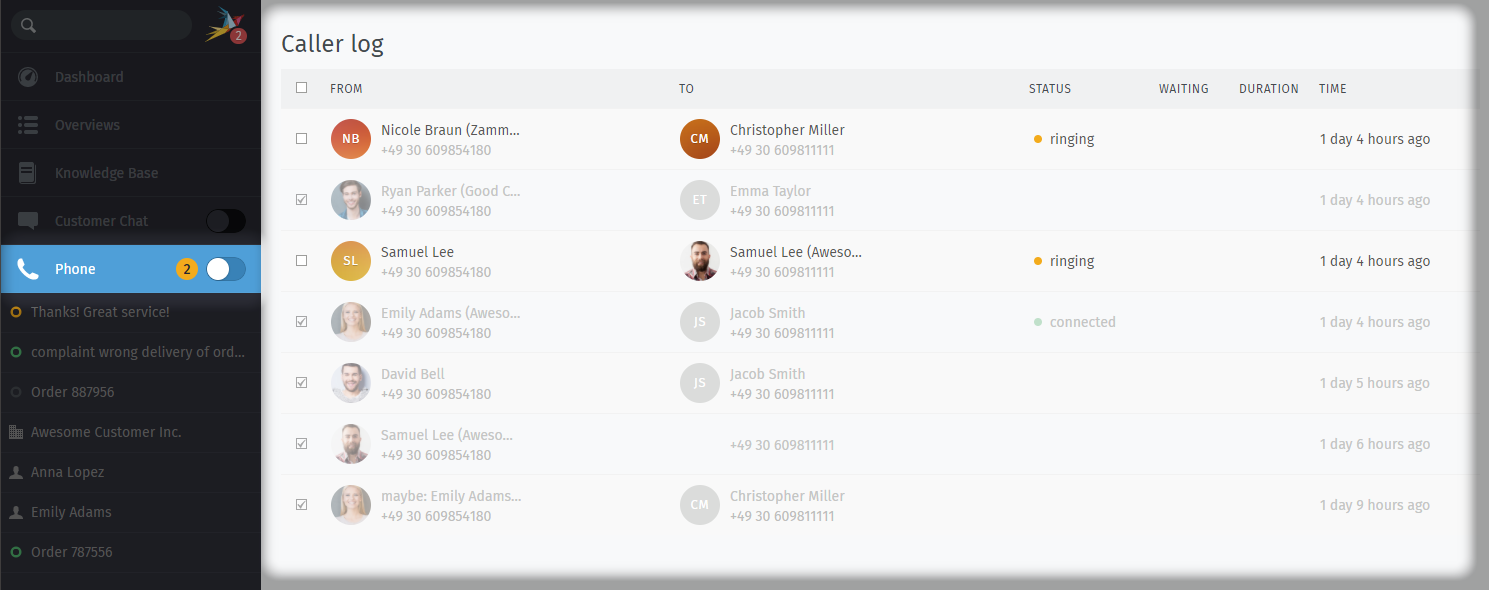 2
Dashboard
Overviews
Knowledge Base
Customer Chat
Phone 2
Thanks! Great service!
complaint wrong delivery of ord...
Order 887956
Awesome Customer Inc.
Anna Lopez
Emily Adams
Order 787556
Caller log
FROM TO STATUS WAITING DURATION TIME
NB Nicole Braun (Zamm... CM Christopher Miller ringing 1 day 4 hours ago
+49 30 609854180 +49 30 609811111
Ryan Parker (Good C... ET Emma Taylor 1 day 4 hours ago
+49 30 609854180 +49 30 609811111
SL Samuel Lee Samuel Lee (Aweso... ringing 1 day 4 hours ago
+49 30 609854180 +49 30 609811111
Emily Adams (Aweso... JS Jacob Smith connected 1 day 4 hours ago
+49 30 609854180 +49 30 609811111
David Bell JS Jacob Smith 1 day 5 hours ago
+49 30 609854180 +49 30 609811111
Samuel Lee (Aweso... +49 30 609811111 1 day 6 hours ago
+49 30 609854180
maybe: Emily Adams... CM Christopher Miller 1 day 9 hours ago
+49 30 609854180 +49 30 609811111